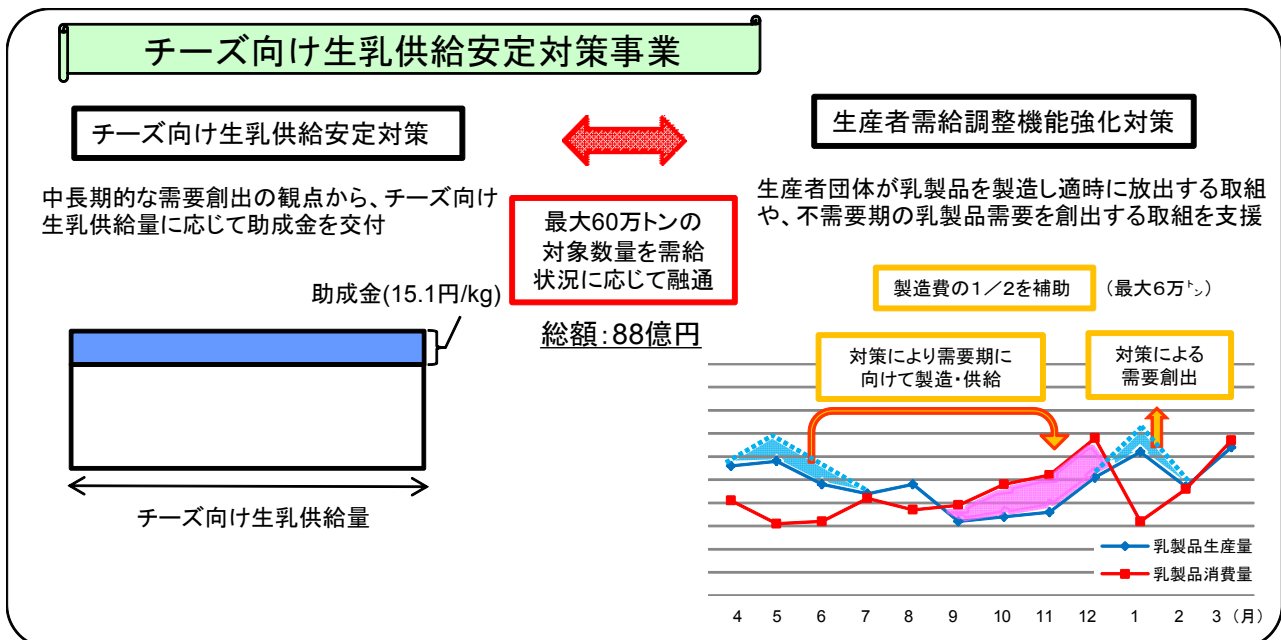 チーズ向け生乳供給安定対策事業
チーズ向け生乳供給安定対策
中長期的な需要創出の観点から、チーズ向け
生乳供給量に応じて助成金を交付
助成金(15.1円/kg)
チーズ向け生乳供給量
最大60万トンの
対象数量を需給
状況に応じて融通
総額：88億円
生産者需給調整機能強化対策
生産者団体が乳製品を製造し適時に放出する取組
や、不需要期の乳製品需要を創出する取組を支援
製造費の1／2を補助
（最大6万㌧）
対策により需要期に
向けて製造・供給
対策による
需要創出
乳製品生産量
乳製品消費量
4 5 6 7 8 9 10 11 12 1 2 3 （月）